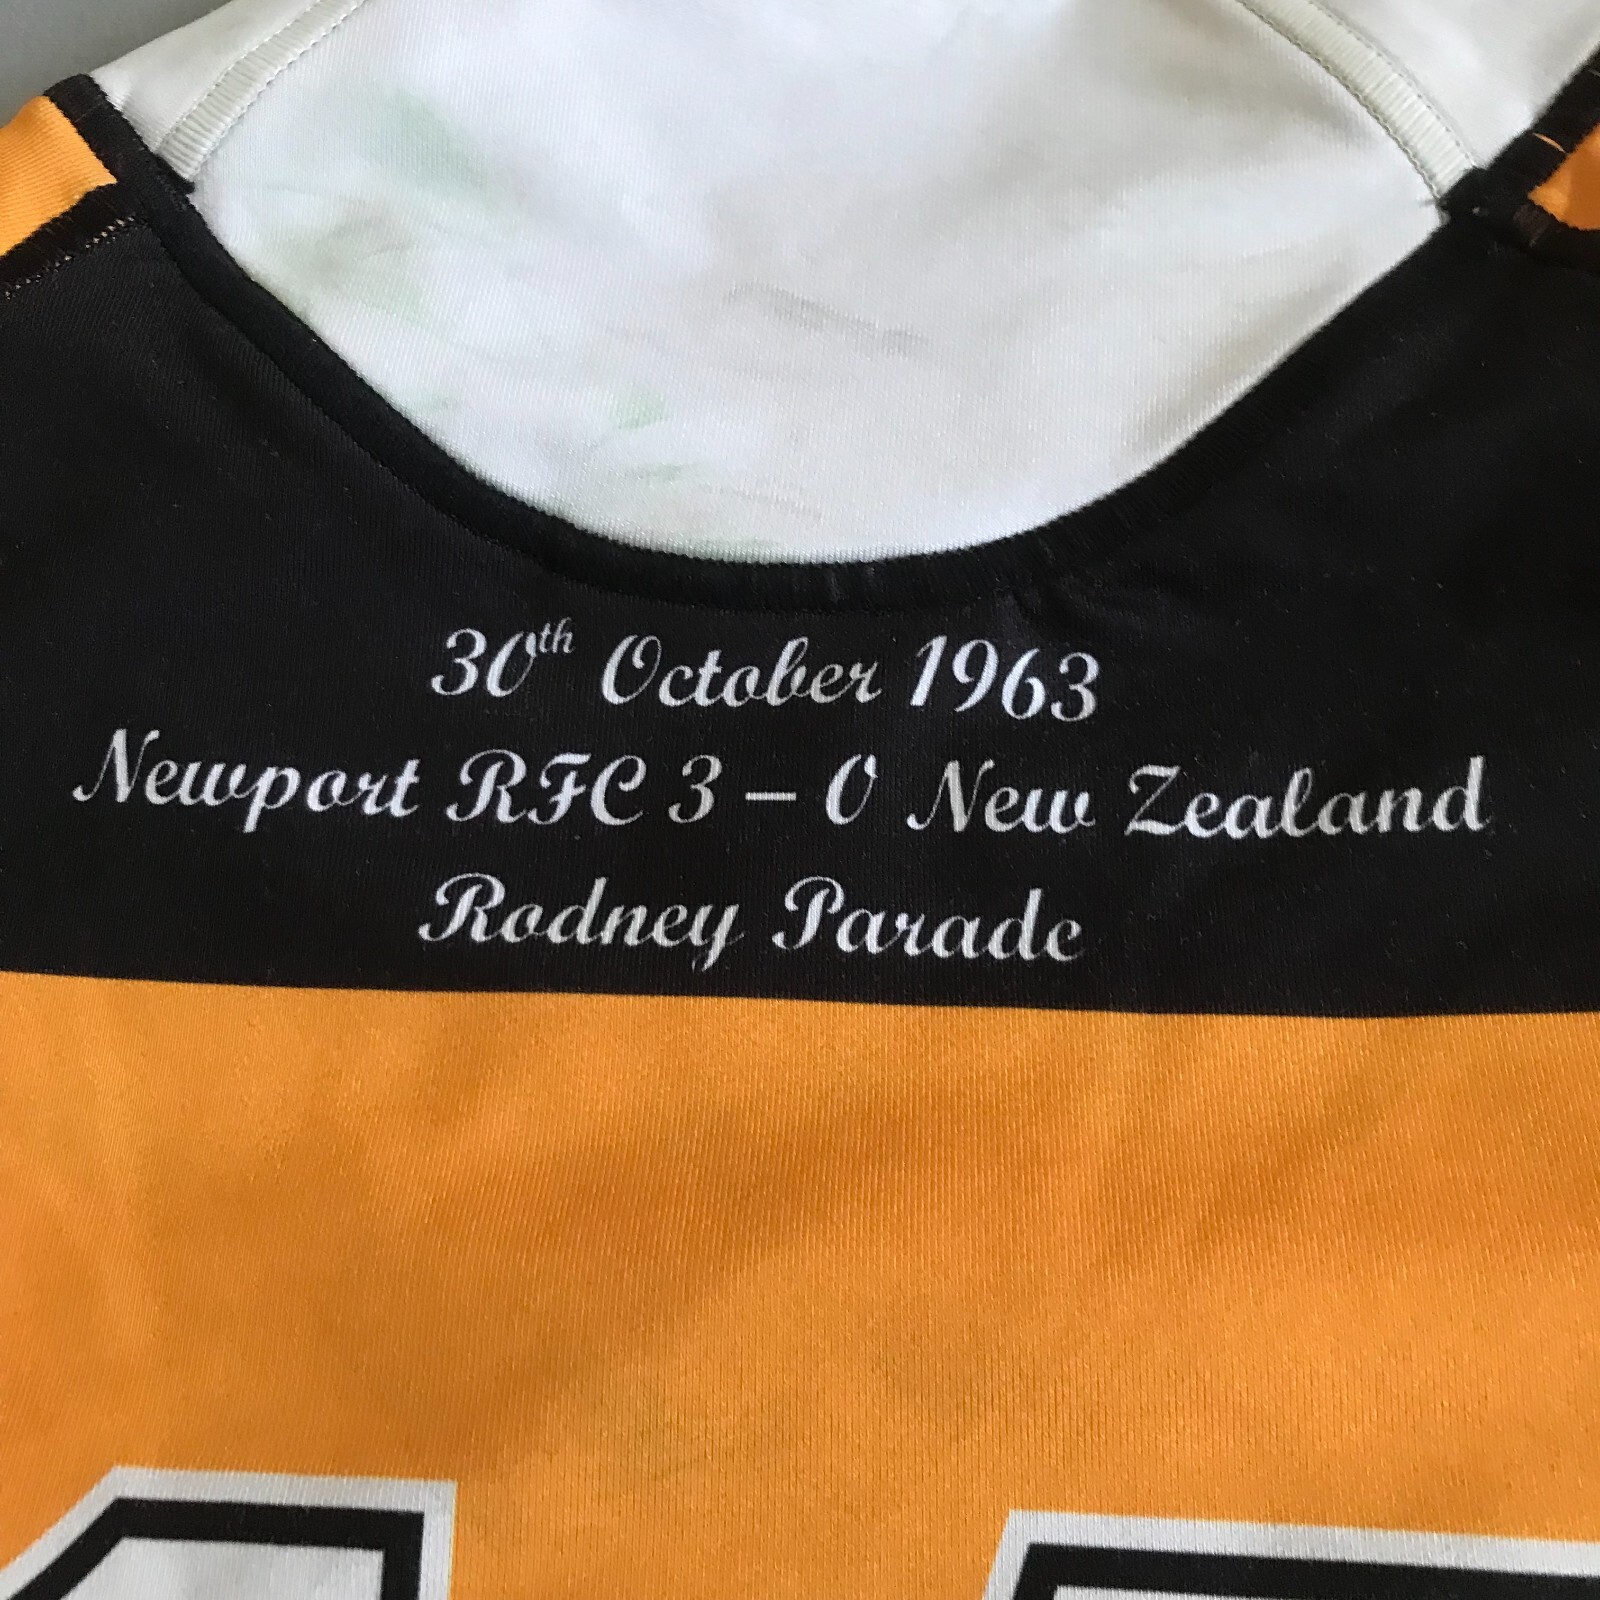 30th October 1963
Newport RFC 3 – 0 New Zealand
Rodney Parade